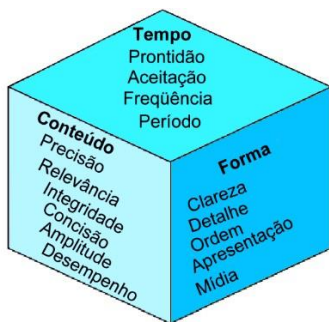 Tempo
Prontidão
Aceitação
Freqüência
Período
Conteúdo
Precisão
Relevância
Integridade
Concisão
Amplitude
Desempenho
Forma
Clareza
Detalhe
Ordem
Apresentação
Mídia